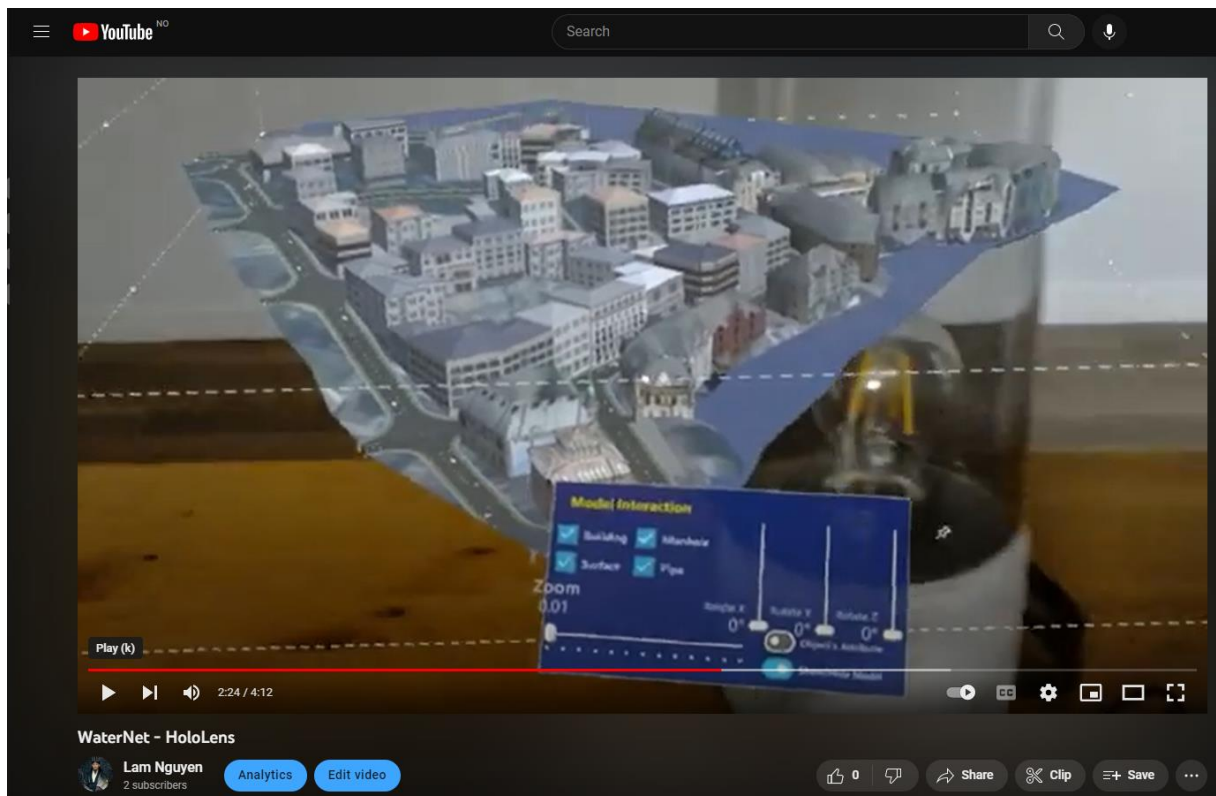 YouTube NO
Search
Model Interaction
Building
Manhole
Surface
Pipe
Zoom
0.01
Rotate X
Rotate Y
Rotate Z
0°
0°
0°
Object's Attribute
Play (k)
2:24 / 4:12
CC
WaterNet - HoloLens
Lam Nguyen
2 subscribers
Analytics
Edit video
0
Share
Clip
Save